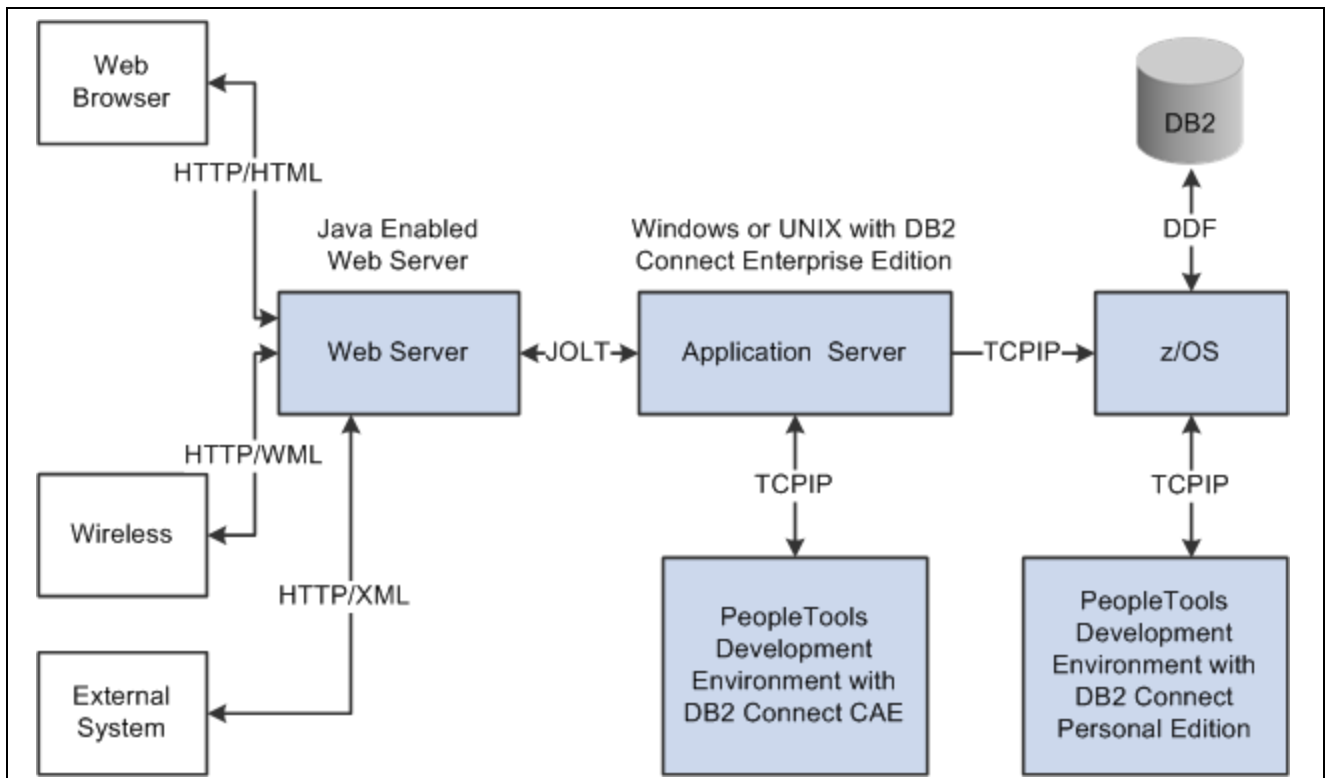 Web
Browser
DB2
HTTP/HTML
DDF
Java Enabled
Web Server
Windows or UNIX with DB2
Connect Enterprise Edition
Web Server
JOLT
Application Server
TCPIP
z/OS
HTTP/WML
TCPIP
TCPIP
Wireless
HTTP/XML
PeopleTools
Development
Environment with
DB2 Connect CAE
PeopleTools
Development
Environment with
DB2 Connect
Personal Edition
External
System